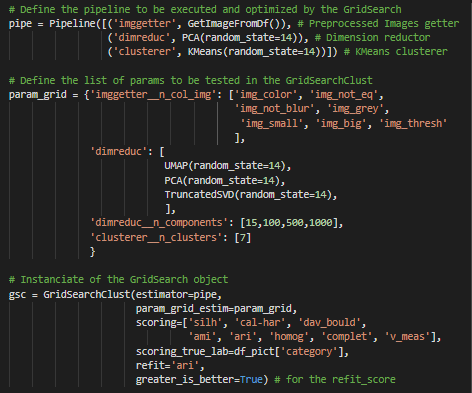 # Define the pipeline to be executed and optimized by the GridSearch
pipe = Pipeline([('imggetter', GetImageFromDf()), # Preprocessed Images getter
('dimreduc', PCA(random_state=14)), # Dimension reductor
('clusterer', KMeans(random_state=14))]) # KMeans clusterer
# Define the list of params to be tested in the GridSearchClust
param_grid = {'imggetter__n_col_img': ['img_color', 'img_not_eq',
'img_not_blur', 'img_grey',
'img_small', 'img_big', 'img_thresh'
],
'dimreduc': [
UMAP(random_state=14),
PCA(random_state=14),
TruncatedSVD(random_state=14),
],
'dimreduc__n_components': [15,100,500,1000],
'clusterer__n_clusters': [7]
}
# Instanciate of the GridSearch object
gsc = GridSearchClust(estimator=pipe,
param_grid_estim=param_grid,
scoring=['silh', 'cal-har', 'dav_bould',
'ami', 'ari', 'homog', 'complet', 'v_meas'],
scoring_true_lab=df_pict['category'],
refit='ari',
greater_is_better=True) # for the refit_score